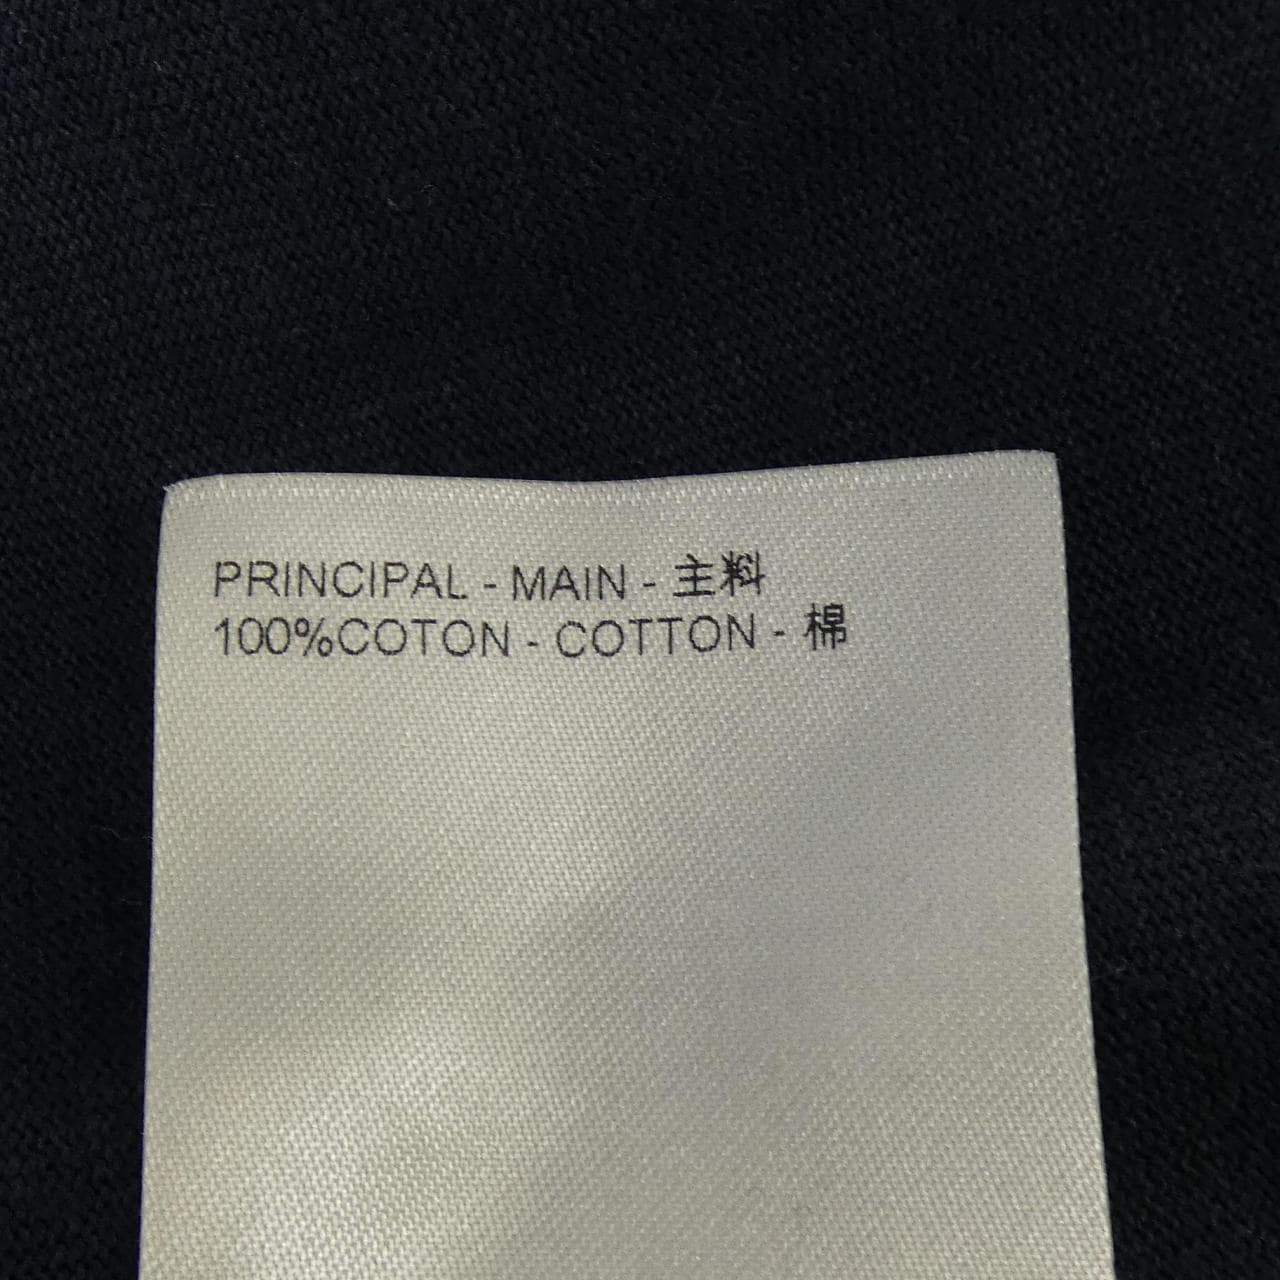 PRINCIPAL - MAIN - 主料
100%COTON - COTTON - 棉